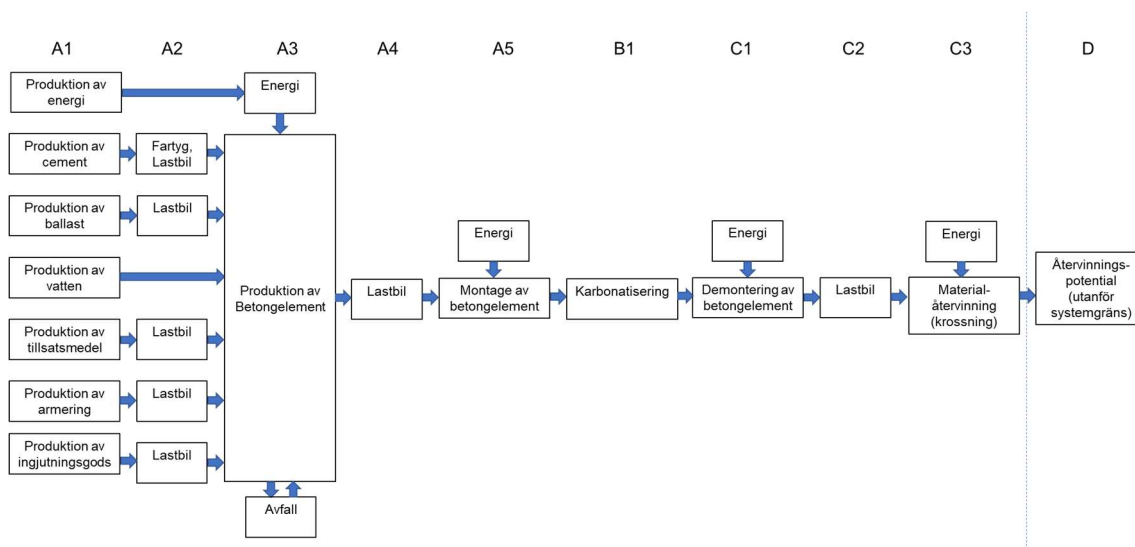 A1
A2
A3
A4
A5
B1
C1
C2
C3
D
Produktion av
energi
Energi
Produktion av
cement
Fartyg,
Lastbil
Produktion av
ballast
Lastbil
Produktion av
vatten
Produktion av
tillsatsmedel
Lastbil
Produktion av
armering
Lastbil
Produktion av
ingjutningsgods
Lastbil
Produktion av
Betongelement
Avfall
Lastbil
Energi
Montage av
betongelement
Karbonatisering
Energi
Demontering av
betongelement
Lastbil
Energi
Material-
återvinning
(krossning)
Återvinnings-
potential
(utanför
systemgräns)